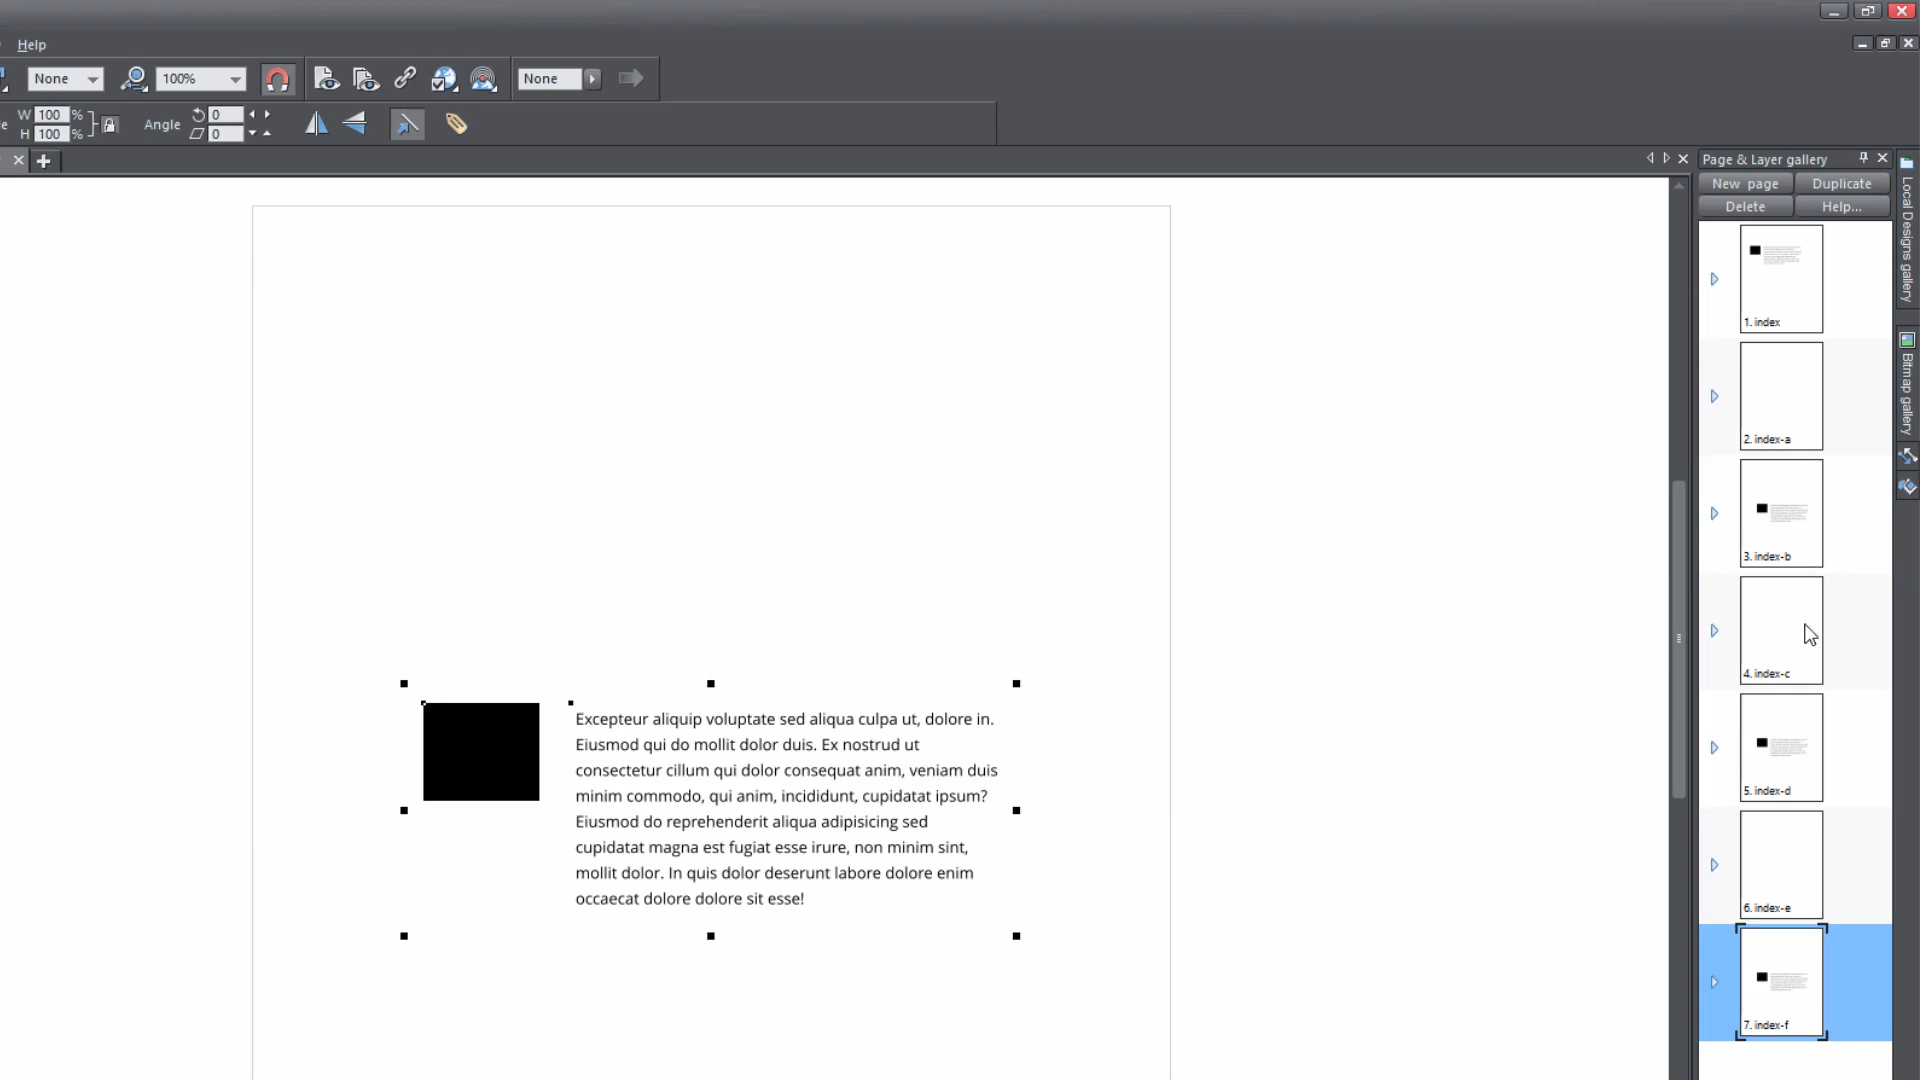 Help
None
100%
None
W 100 %
H 100 %
Angle
0
0
Page & Layer gallery
New page
Duplicate
Delete
Help...
Local Designs gallery
Bitmap gallery
1. index
2. index-a
3. index-b
4. index-c
5. index-d
6. index-e
7. index-f
Excepteur aliquip voluptate sed aliqua culpa ut, dolore in.
Eiusmod qui do mollit dolor duis. Ex nostrud ut
consectetur cillum qui dolor consequat anim, veniam duis
minim commodo, qui anim, incididunt, cupidatat ipsum?
Eiusmod do reprehenderit aliqua adipisicing sed
cupidatat magna est fugiat esse irure, non minim sint,
mollit dolor. In quis dolor deserunt labore dolore enim
occaecat dolore dolore sit esse!